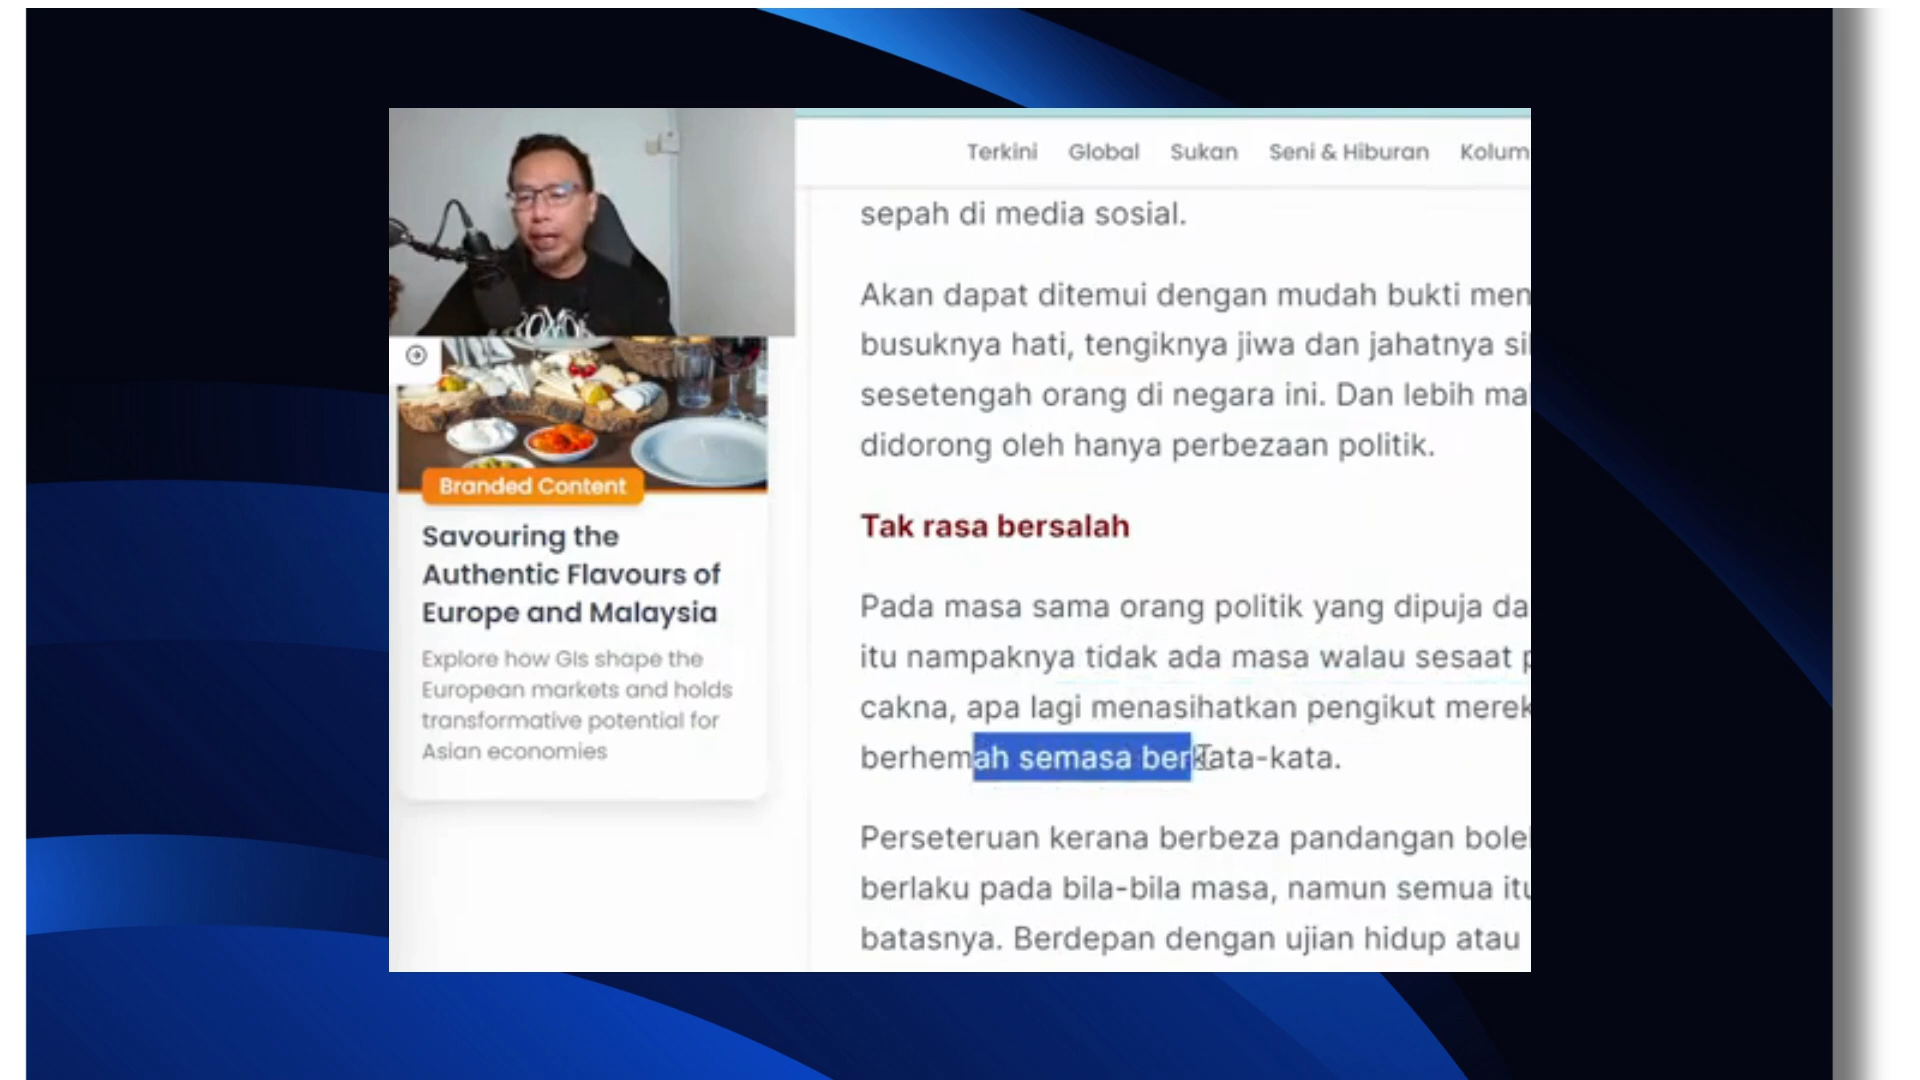 Terkini Global Sukan Seni & Hiburan Kolum
sepah di media sosial.
Akan dapat ditemui dengan mudah bukti men
busuknya hati, tengiknya jiwa dan jahatnya si
sesetengah orang di negara ini. Dan lebih ma
didorong oleh hanya perbezaan politik.
Tak rasa bersalah
Pada masa sama orang politik yang dipuja da
itu nampaknya tidak ada masa walau sesaat p
cakna, apa lagi menasihatkan pengikut merek
berhemah semasa berkata-kata.
Perseteruan kerana berbeza pandangan bole
berlaku pada bila-bila masa, namun semua itu
batasnya. Berdepan dengan ujian hidup atau
Branded Content
Savouring the
Authentic Flavours of
Europe and Malaysia
Explore how GIs shape the
European markets and holds
transformative potential for
Asian economies